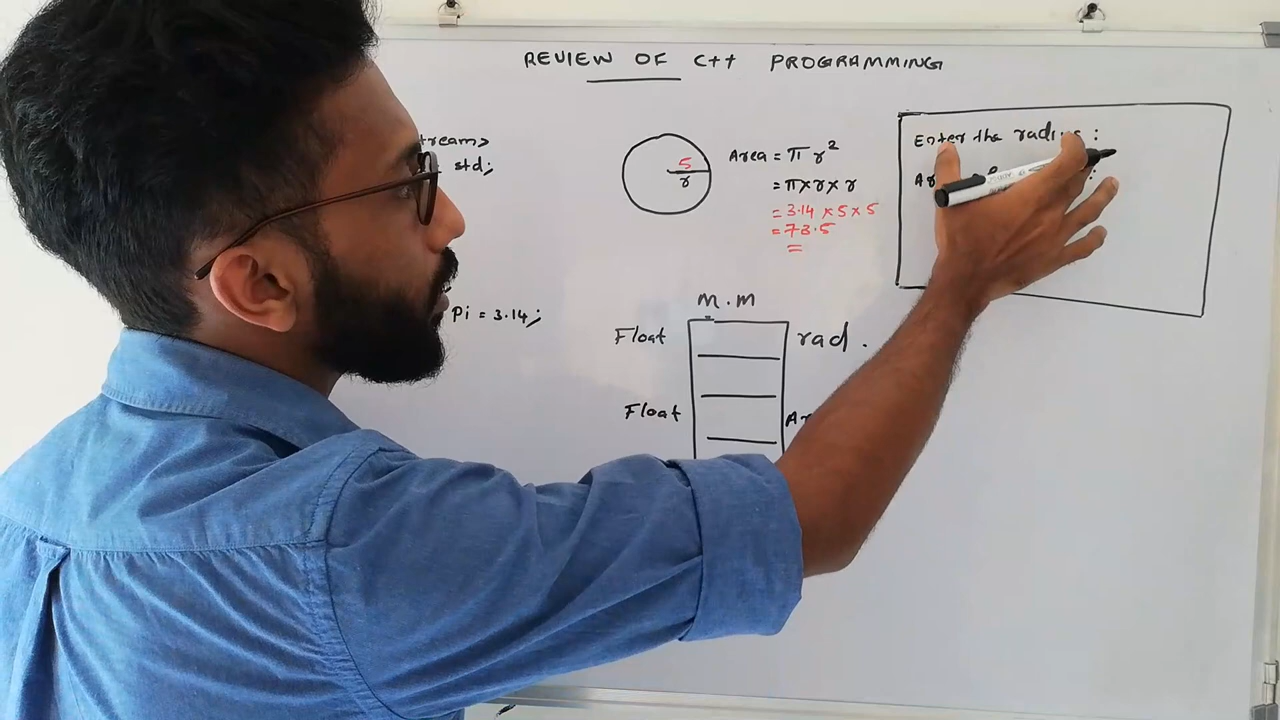 REVIEW OF C++ PROGRAMMING
tream>
std;
Pi = 3.14;
5
r
Area = π r²
= π × r × r
= 3.14 × 5 × 5
= 78.5
=
M.M
Float rad.
Float
Enter the radius :